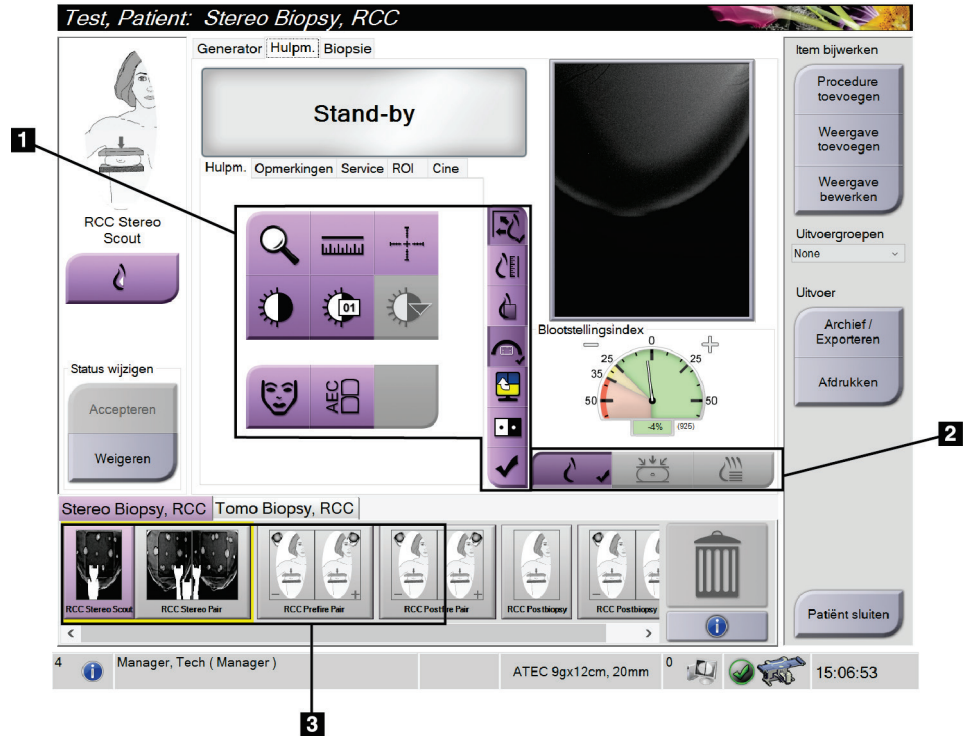 Test, Patient: Stereo Biopsy, RCC
Generator Hulpm. Biopsie
Item bijwerken
Procedure
toevoegen
Weergave
toevoegen
Weergave
bewerken
Stand-by
1
Hulpm. Opmerkingen Service ROI Cine
RCC Stereo
Scout
Uitvoergroepen
None
01
Uitvoer
Archief /
Exporteren
Afdrukken
Blootstellingsindex
0
25
25
35
50
50
-4% (925)
Status wijzigen
Accepteren
Weigeren
AEC
2
Stereo Biopsy, RCC Tomo Biopsy, RCC
RCC Stereo Scout
RCC Stereo Pair
- +
RCC Prefire Pair
- +
RCC Postfire Pair
RCC Postbiopsy
- +
RCC Postbiopsy
Patiënt sluiten
4
Manager, Tech ( Manager )
ATEC 9gx12cm, 20mm
0
15:06:53
3